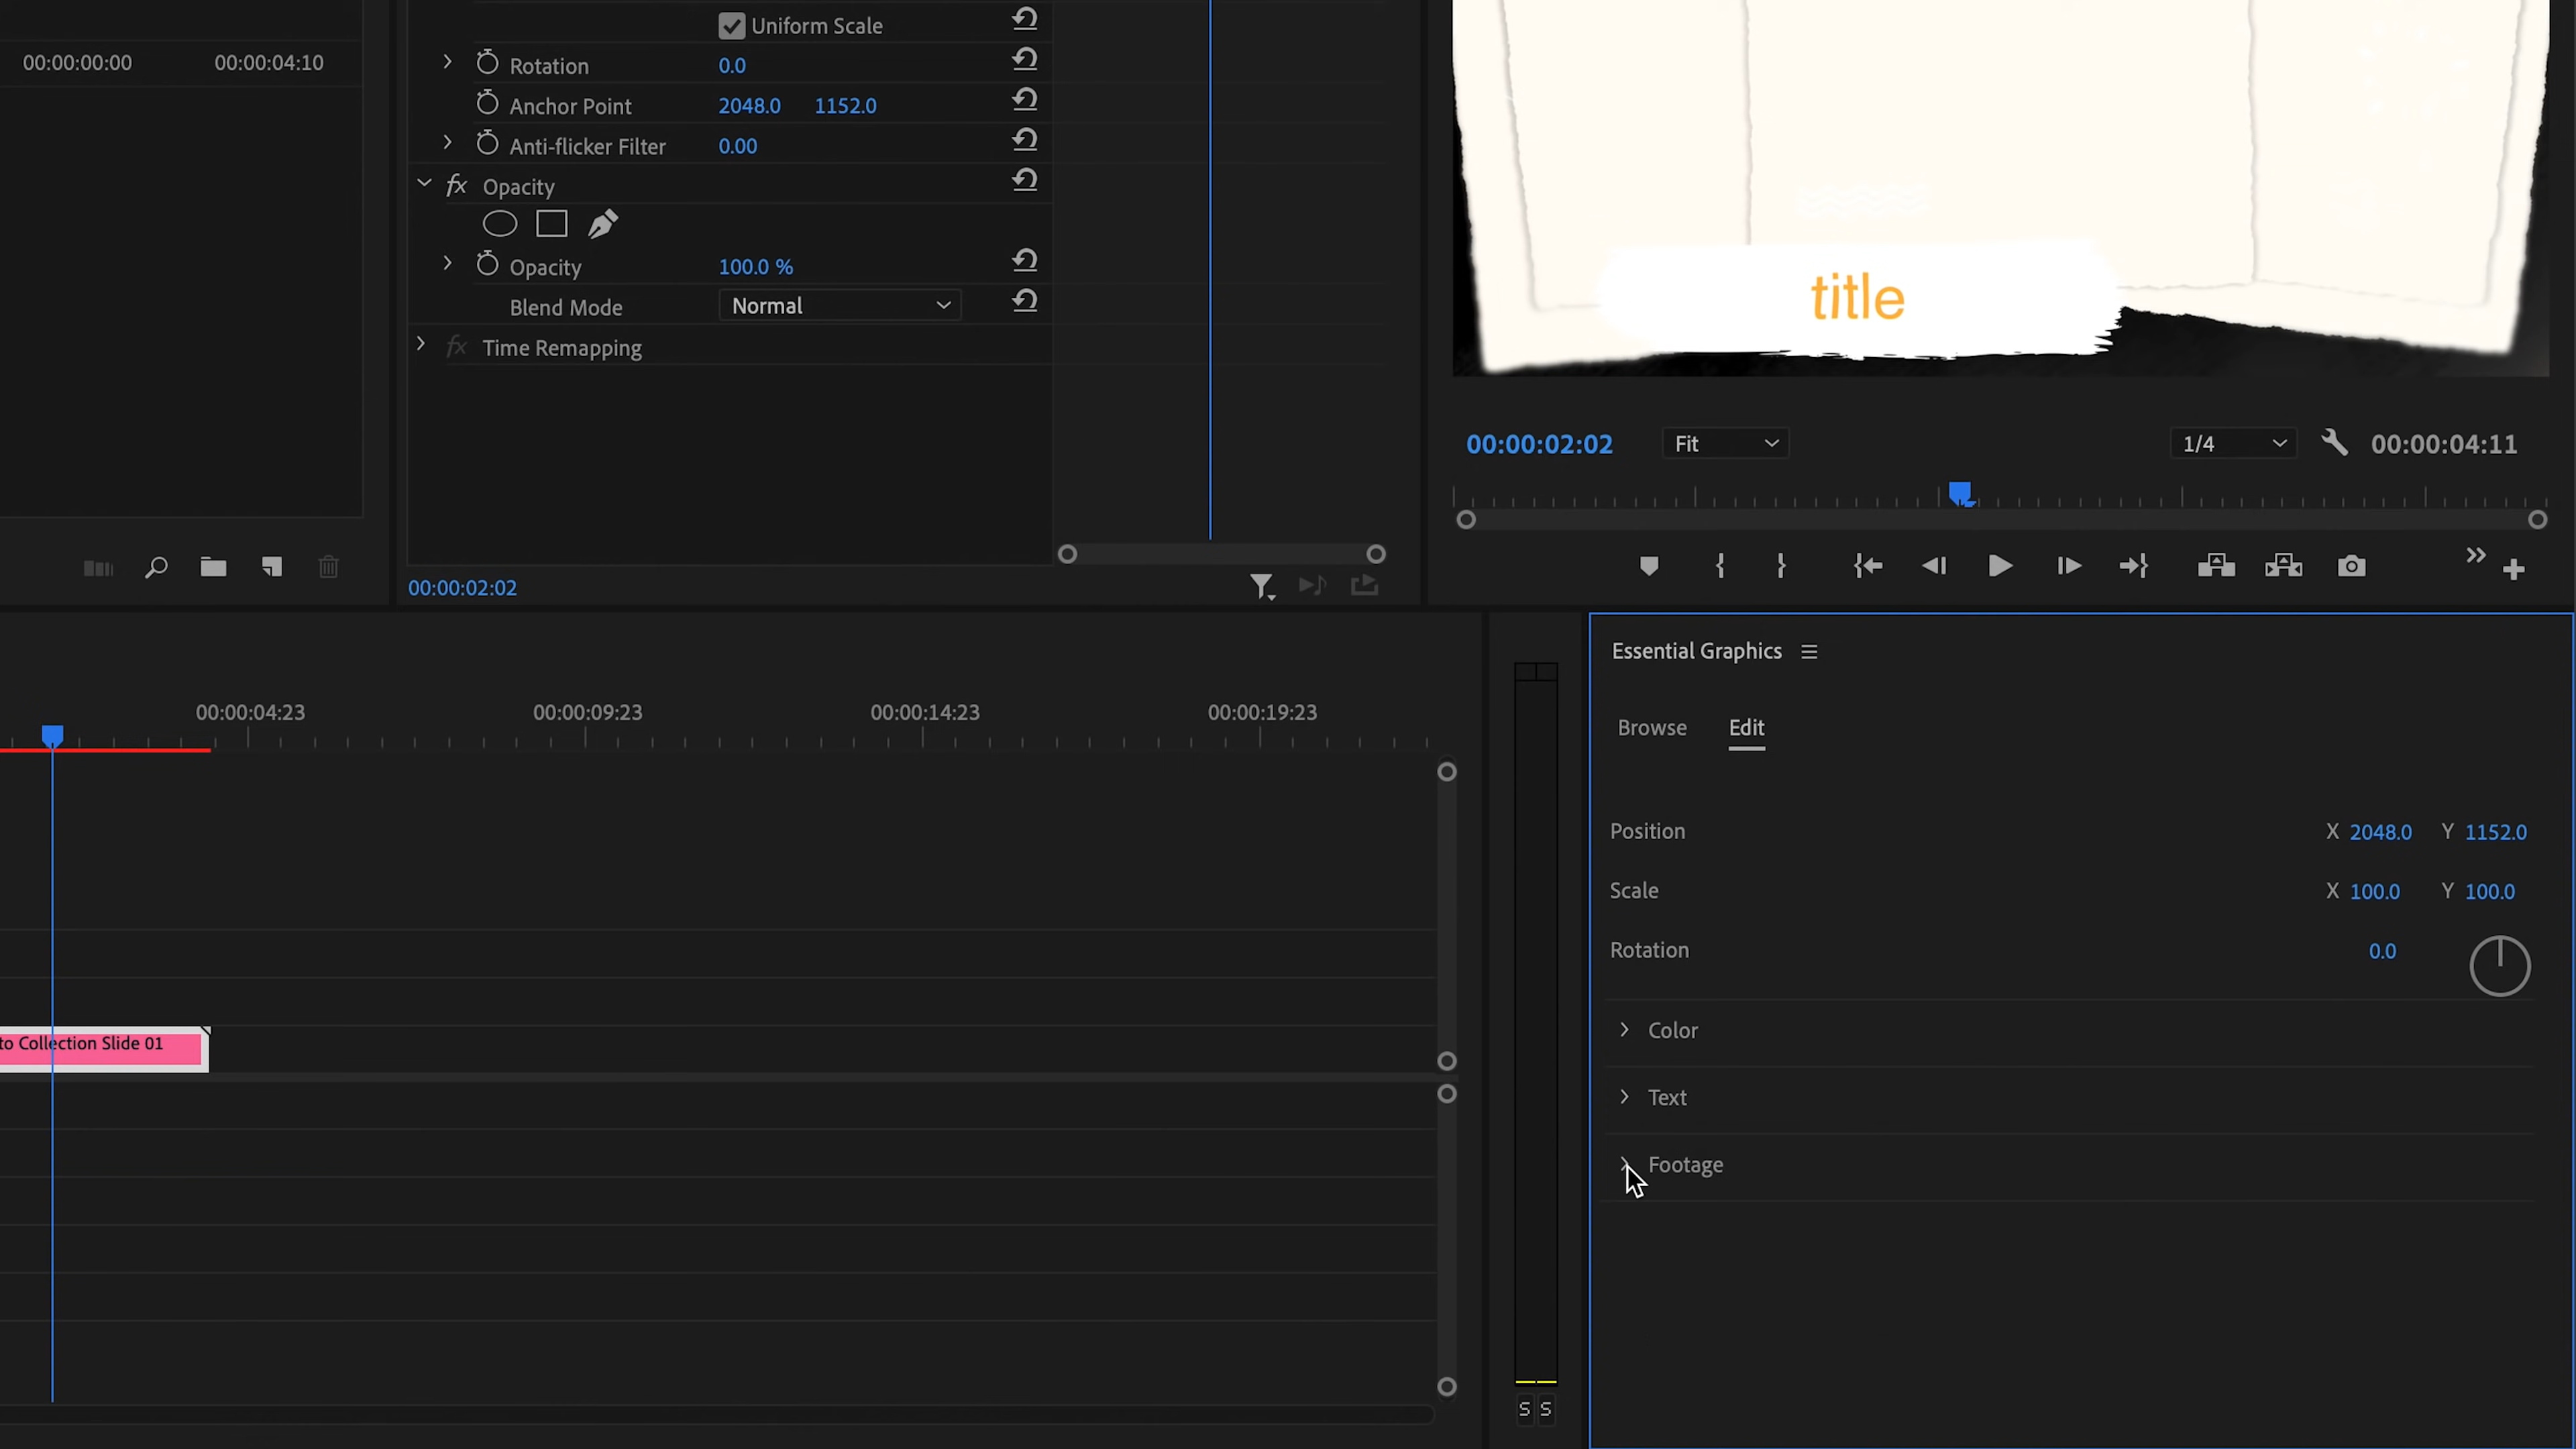 Uniform Scale
00:00:00:00 00:00:04:10
Rotation 0.0
Anchor Point 2048.0 1152.0
Anti-flicker Filter 0.00
fx Opacity
Opacity 100.0 %
Blend Mode Normal
fx Time Remapping
title
00:00:02:02 Fit 1/4 00:00:04:11
00:00:02:02
Essential Graphics
Browse Edit
00:00:04:23 00:00:09:23 00:00:14:23 00:00:19:23
Position X 2048.0 Y 1152.0
Scale X 100.0 Y 100.0
Rotation 0.0
Color
to Collection Slide 01
Text
Footage
S S